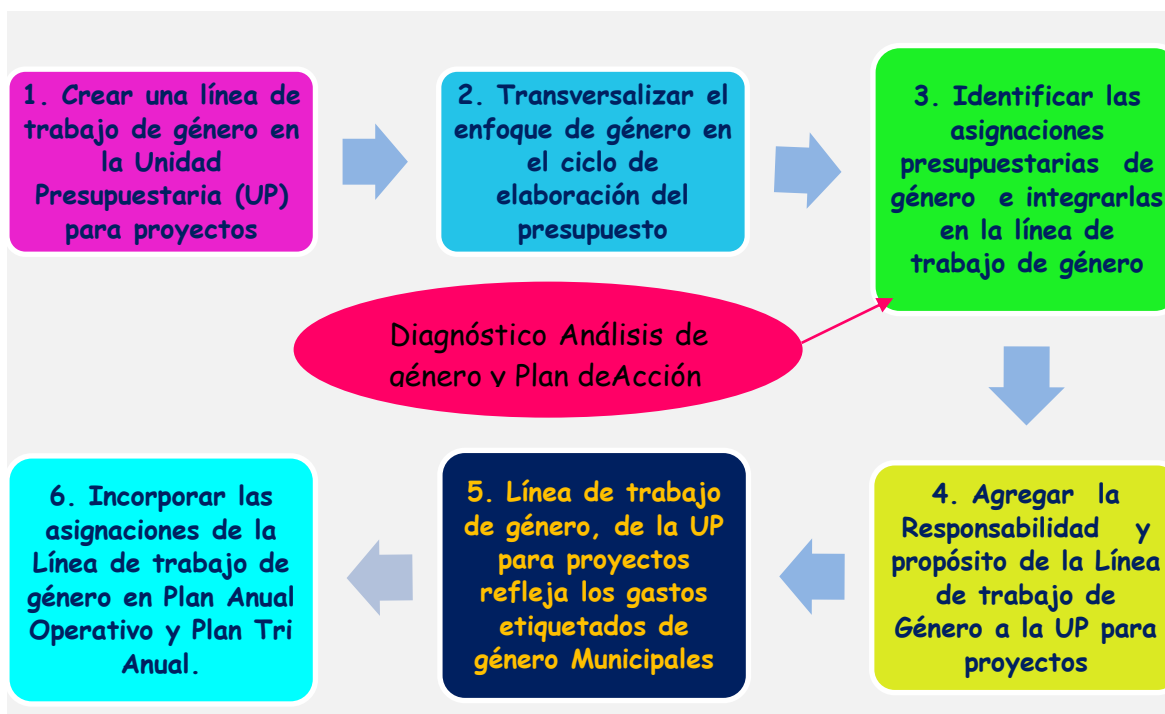 1. Crear una línea de
trabajo de género en
la Unidad
Presupuestaria (UP)
para proyectos
2. Transversalizar el
enfoque de género en
el ciclo de
elaboración del
presupuesto
3. Identificar las
asignaciones
presupuestarias de
género e integrarlas
en la línea de
trabajo de género
Diagnóstico Análisis de
género y Plan deAcción
4. Agregar la
Responsabilidad y
propósito de la Línea
de trabajo de
Género a la UP para
proyectos
5. Línea de trabajo
de género, de la UP
para proyectos
refleja los gastos
etiquetados de
género Municipales
6. Incorporar las
asignaciones de la
Línea de trabajo de
género en Plan Anual
Operativo y Plan Tri
Anual.